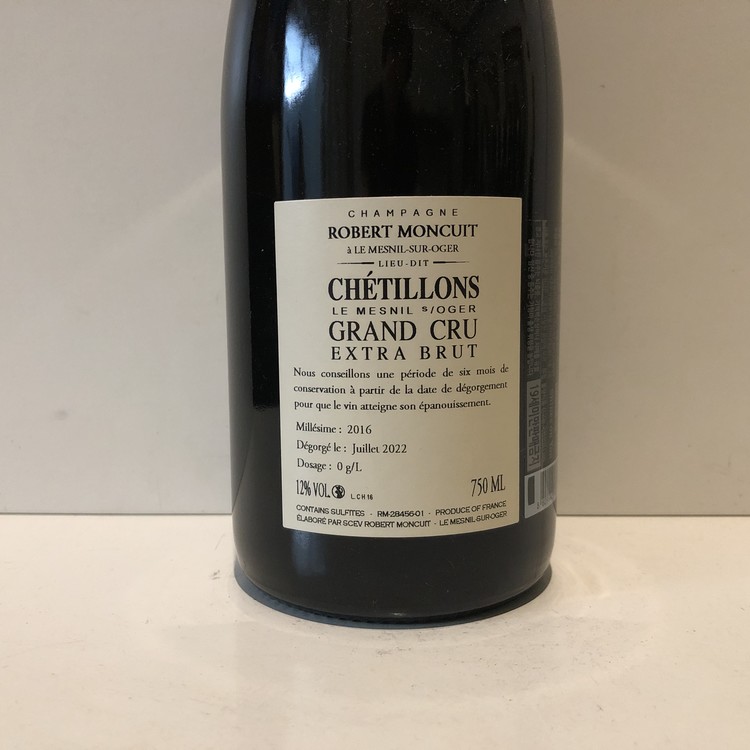 CHAMPAGNE
ROBERT MONCUIT
à LE MESNIL-SUR-OGER
LIEU-DIT
CHÉTILLONS
LE MESNIL s/OGER
GRAND CRU
EXTRA BRUT
Nous conseillons une période de six mois de
conservation à partir de la date de dégorgement
pour que le vin atteigne son épanouissement.
Millésime : 2016
Dégorgé le : Juillet 2022
Dosage : 0 g/L
12% VOL. L.CH 16 750 ML
CONTAINS SULFITES - RM-28456-01 - PRODUCE OF FRANCE
ÉLABORÉ PAR SCEV ROBERT MONCUIT - LE MESNIL-SUR-OGER